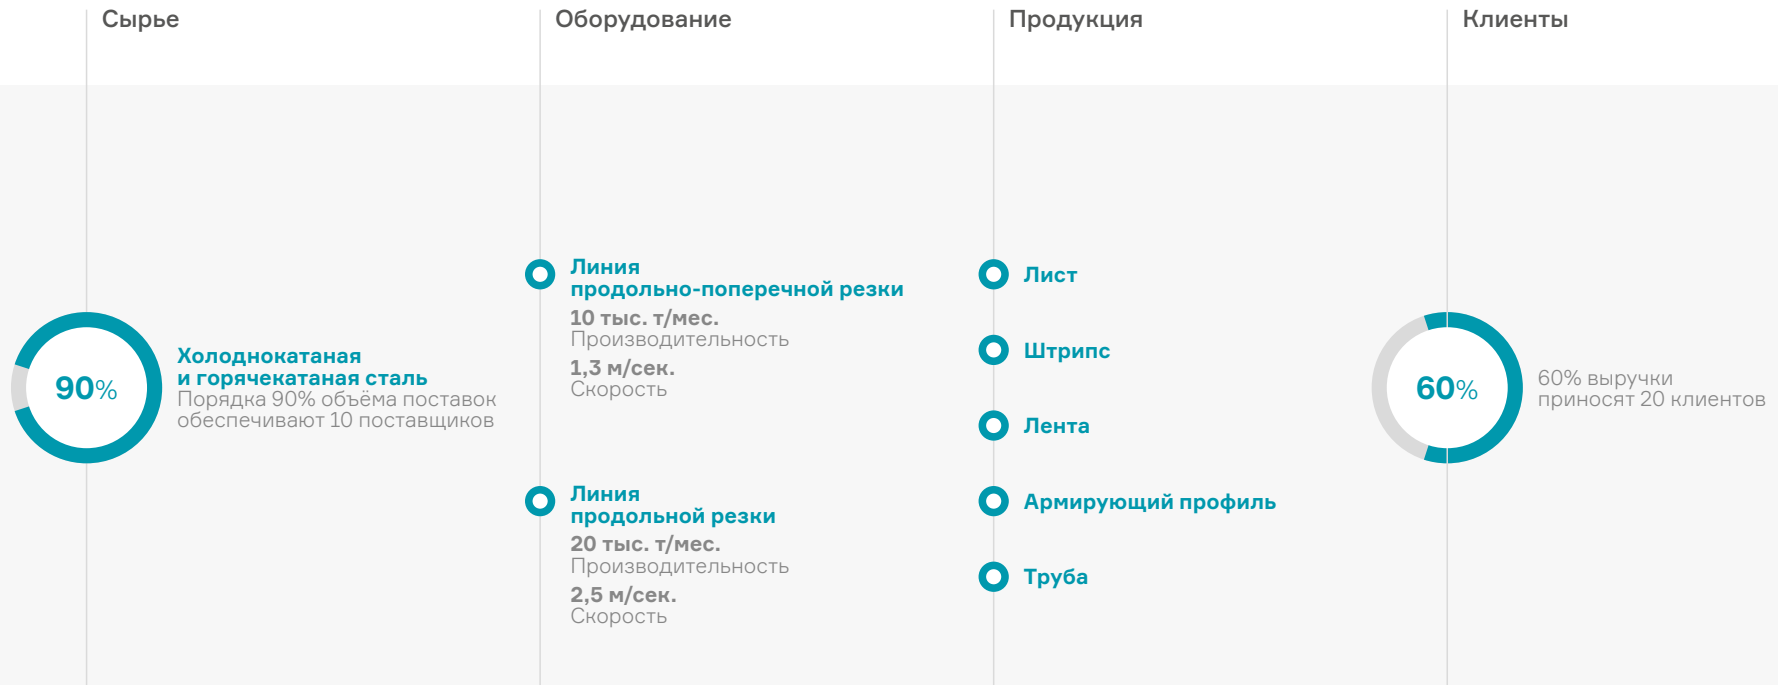 Сырье
Оборудование
Продукция
Клиенты
90%
Холоднокатаная
и горячекатаная сталь
Порядка 90% объёма поставок
обеспечивают 10 поставщиков
Линия
продольно-поперечной резки
10 тыс. т/мес.
Производительность
1,3 м/сек.
Скорость
Линия
продольной резки
20 тыс. т/мес.
Производительность
2,5 м/сек.
Скорость
Лист
Штрипс
Лента
Армирующий профиль
Труба
60%
60% выручки
приносят 20 клиентов